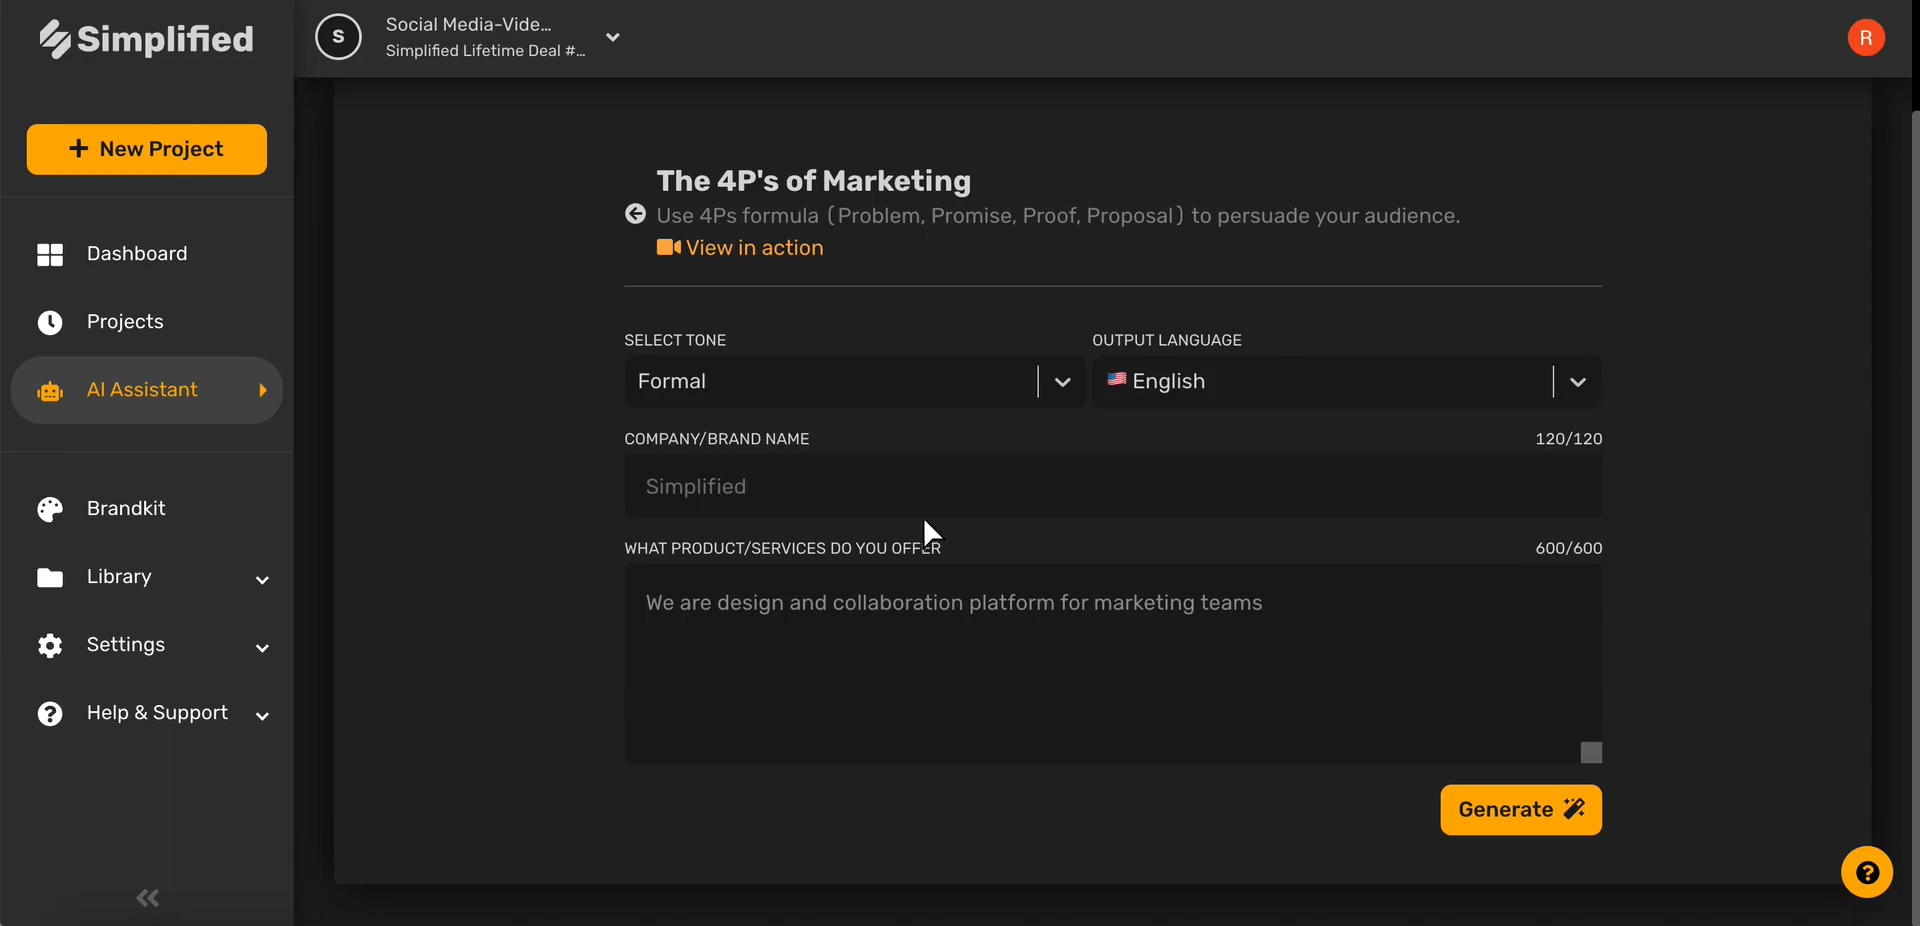 Simplified
S
Social Media-Vide...
Simplified Lifetime Deal #...
R
+ New Project
Dashboard
Projects
AI Assistant
Brandkit
Library
Settings
Help & Support
The 4P's of Marketing
Use 4Ps formula (Problem, Promise, Proof, Proposal) to persuade your audience.
View in action
SELECT TONE
OUTPUT LANGUAGE
Formal
English
COMPANY/BRAND NAME
120/120
Simplified
WHAT PRODUCT/SERVICES DO YOU OFFER
600/600
We are design and collaboration platform for marketing teams
Generate
?